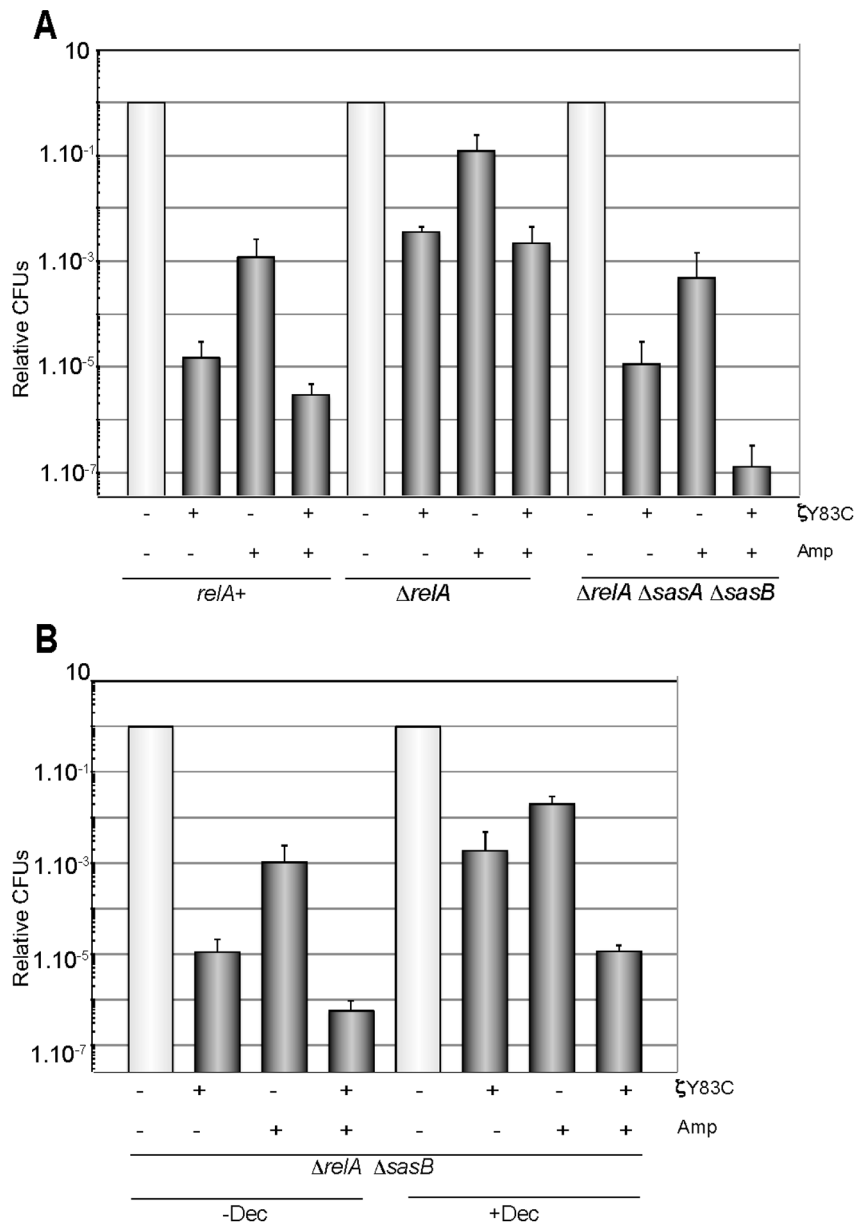 A
10
1.10-1
1.10-3
1.10-5
1.10-7
Relative CFUs
- + - + - + - + - + - + ζY83C
- - + + - - + + - - + + Amp
relA+ ΔrelA ΔrelA ΔsasA ΔsasB
B
10
1.10-1
1.10-3
1.10-5
1.10-7
Relative CFUs
- + - + - + - + ζY83C
- - + + - - + + Amp
ΔrelA ΔsasB
-Dec +Dec